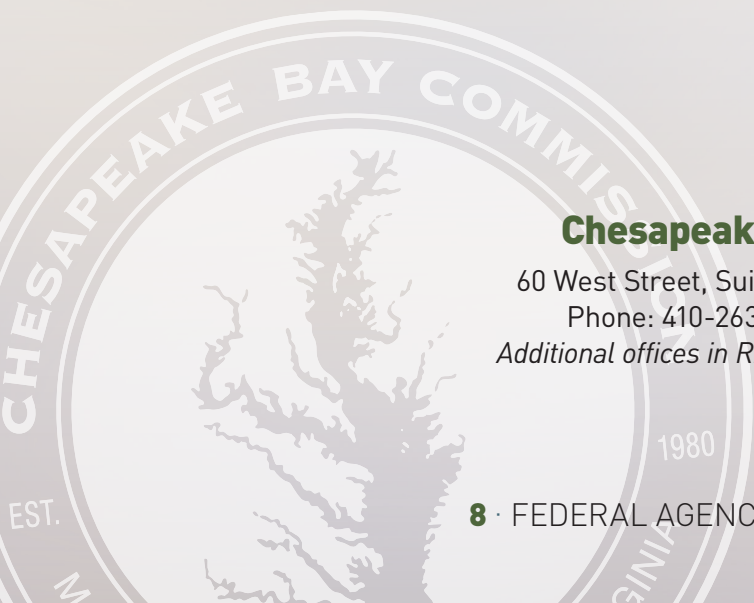 CHESAPEAKE BAY COMMISSION
Chesapeak
60 West Street, Sui
Phone: 410-263
Additional offices in R
1980
EST.
8 · FEDERAL AGENC
M
GINIA